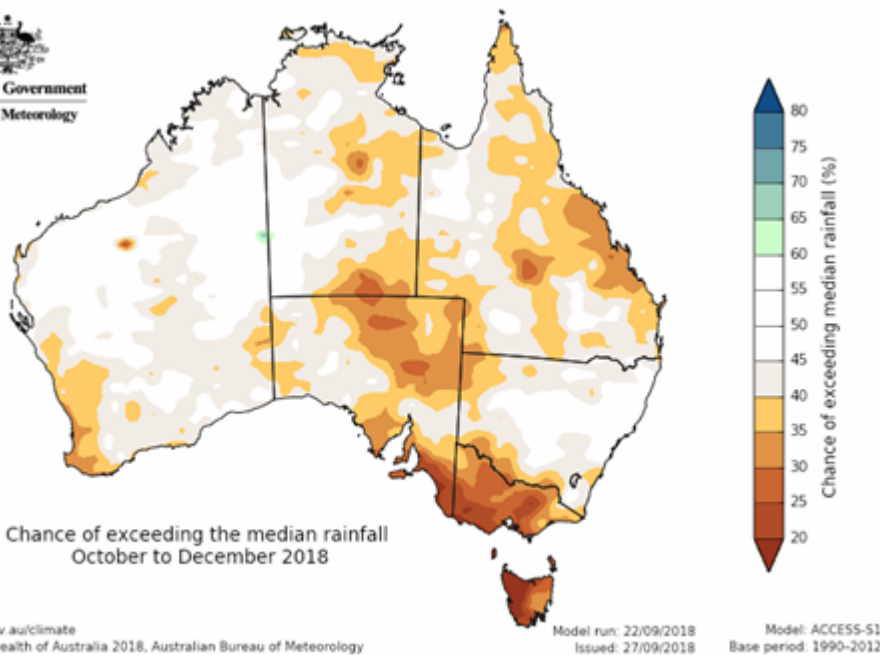 Government
Meteorology
80
75
70
65
60
55
50
45
40
35
30
25
20
Chance of exceeding median rainfall (%)
Chance of exceeding the median rainfall
October to December 2018
v.au/climate
ealth of Australia 2018, Australian Bureau of Meteorology
Model run: 22/09/2018
Issued: 27/09/2018
Model: ACCESS-S1
Base period: 1990-2012